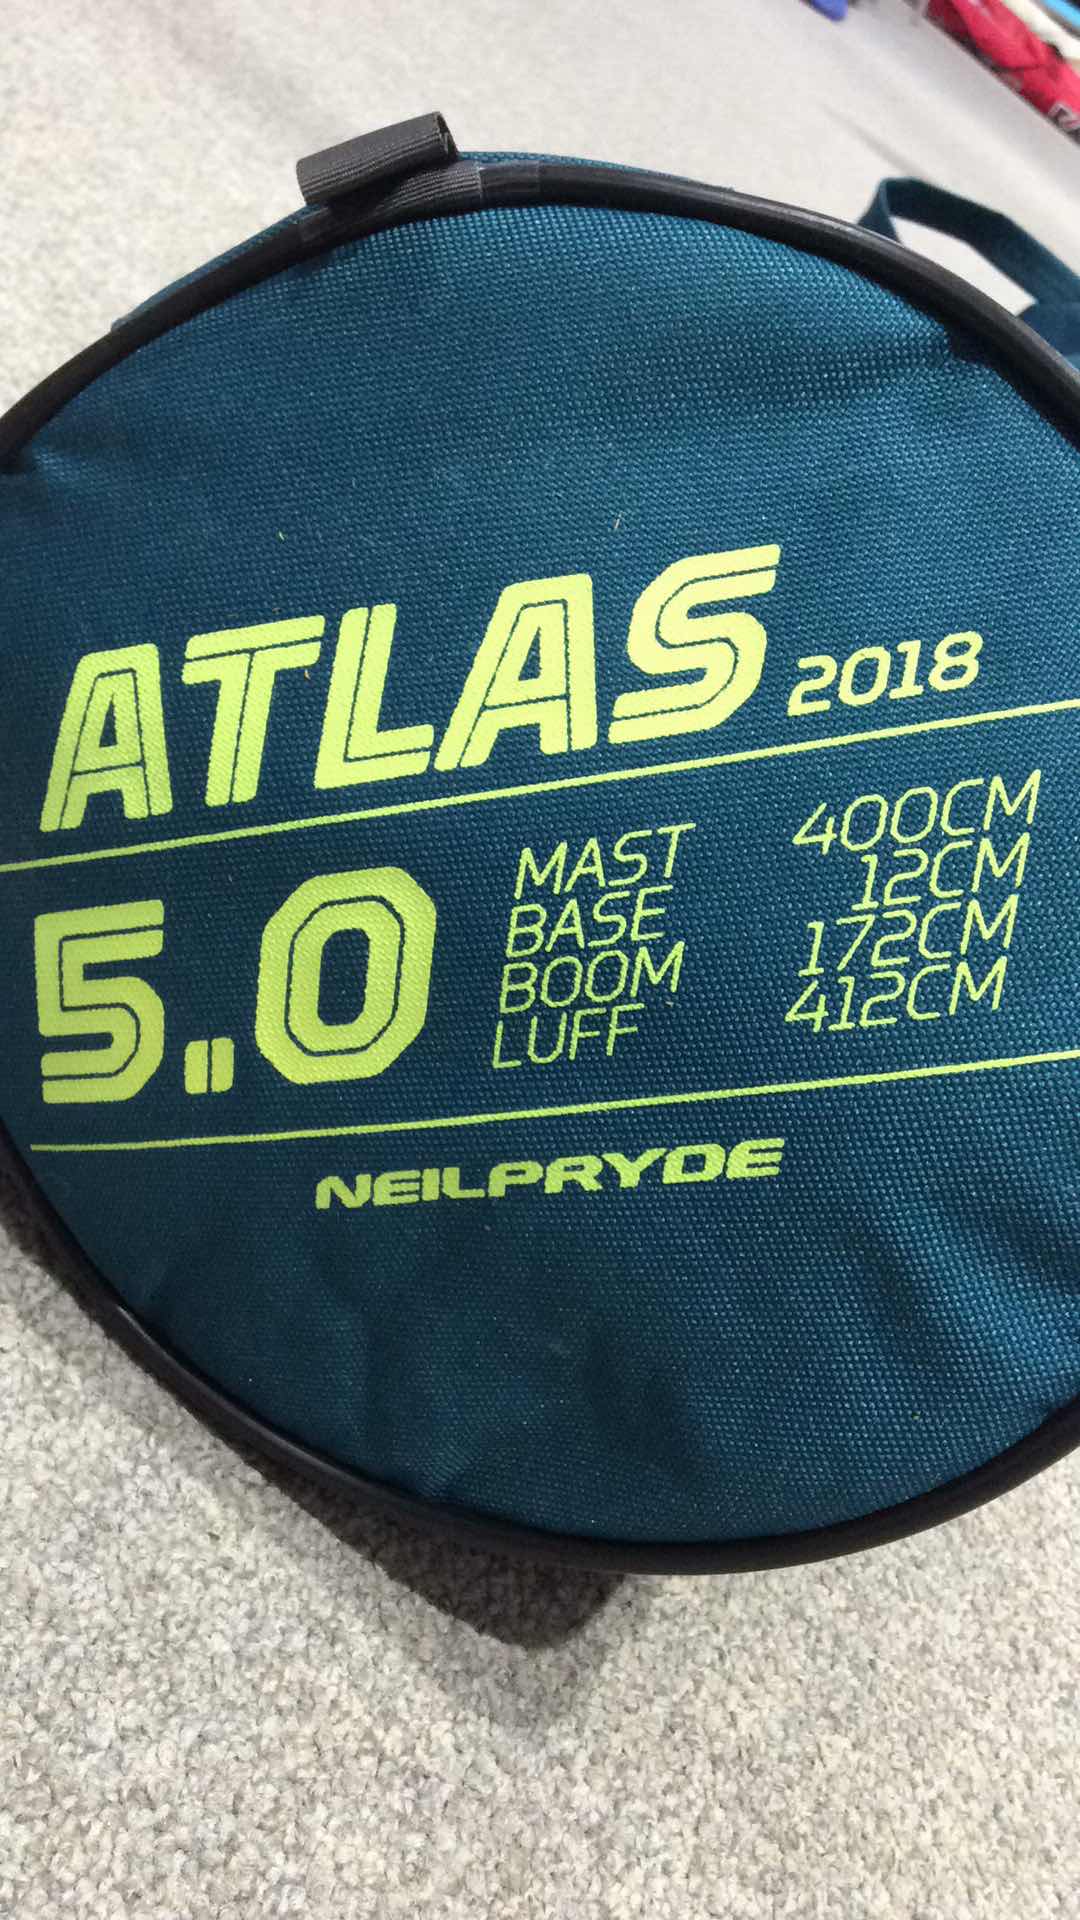 ATLAS 2018
5.0
MAST 400CM
BASE 12CM
BOOM 172CM
LUFF 412CM
NEILPRYDE